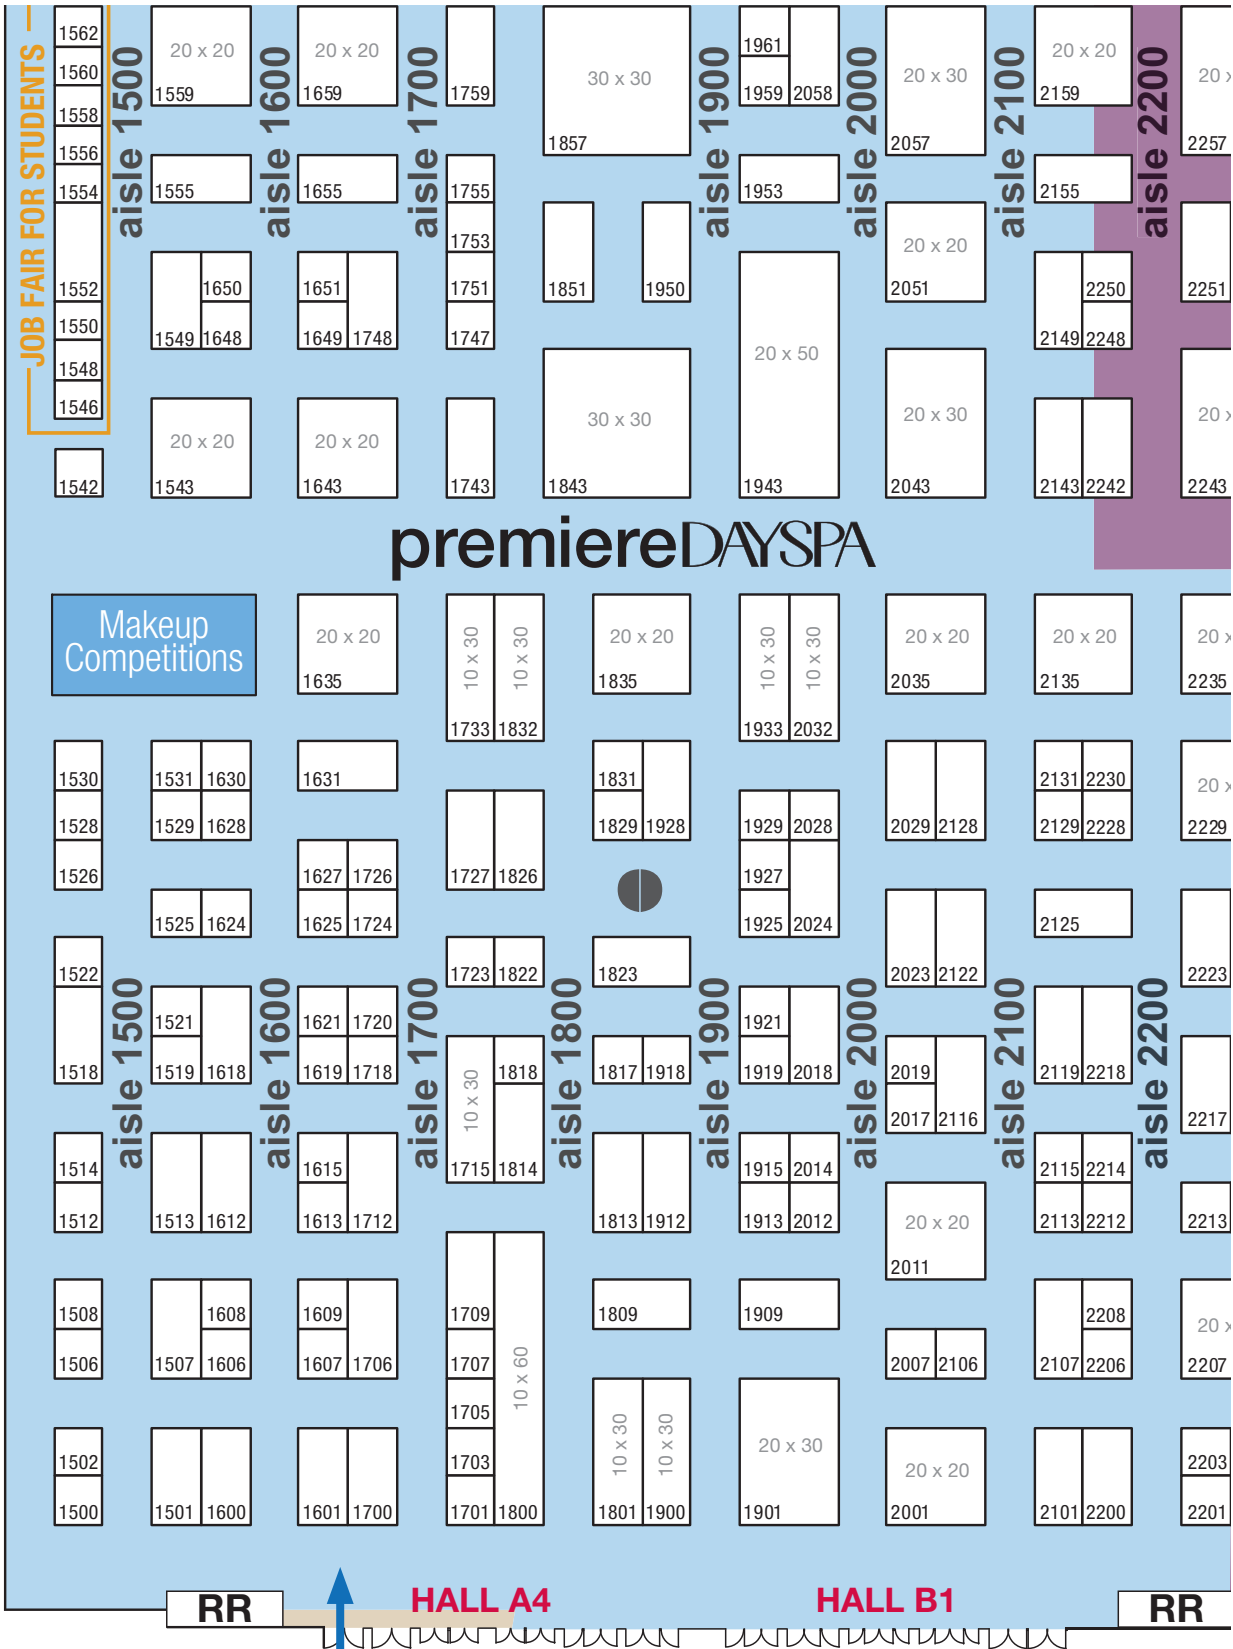 JOB FAIR FOR STUDENTS
1562
1560
1558
1556
1554
1552
1550
1548
1546
1542
aisle 1500
aisle 1600
aisle 1700
aisle 1900
aisle 2000
aisle 2100
aisle 2200
20 x 20
1559
20 x 20
1659
1759
30 x 30
1857
1961
1959 2058
20 x 30
2057
20 x 20
2159
2257
1555
1655
1755
1753
1953
2155
20 x 20
2051
1549 1650
1648
1651
1649 1748
1751
1747
1851
1950
20 x 50
1943
2149 2250
2248
2251
20 x 20
1543
20 x 20
1643
1743
30 x 30
1843
20 x 30
2043
2143 2242
2243
premiere DAYSPA
Makeup
Competitions
20 x 20
1635
10 x 30
10 x 30
1733 1832
20 x 20
1835
10 x 30
10 x 30
1933 2032
20 x 20
2035
20 x 20
2135
2235
1530
1528
1526
1531 1630
1529 1628
1631
1831
1829 1928
1929 2028
1927
1925 2024
2029 2128
2131 2230
2129 2228
2229
1627 1726
1625 1724
1727 1826
1525 1624
2023 2122
2125
2223
1522
1518
1723 1822
1823
aisle 1500
aisle 1600
aisle 1700
aisle 1800
aisle 1900
aisle 2000
aisle 2100
aisle 2200
1521
1519 1618
1621 1720
1619 1718
10 x 30
1715 1818
1814
1817 1918
1921
1919 2018
2019
2017 2116
2119 2218
2217
1514
1512
1513 1612
1615
1613 1712
1813 1912
1915 2014
1913 2012
20 x 20
2011
2115 2214
2113 2212
2213
1508
1506
1507 1608
1606
1609
1607 1706
1709
1707
1705
1703
1701 1800
10 x 60
1809
1909
2007 2106
2107 2208
2206
2207
1502
1500
1501 1600
1601 1700
10 x 30
10 x 30
1801 1900
20 x 30
1901
20 x 20
2001
2101 2200
2203
2201
RR
HALL A4
HALL B1
RR